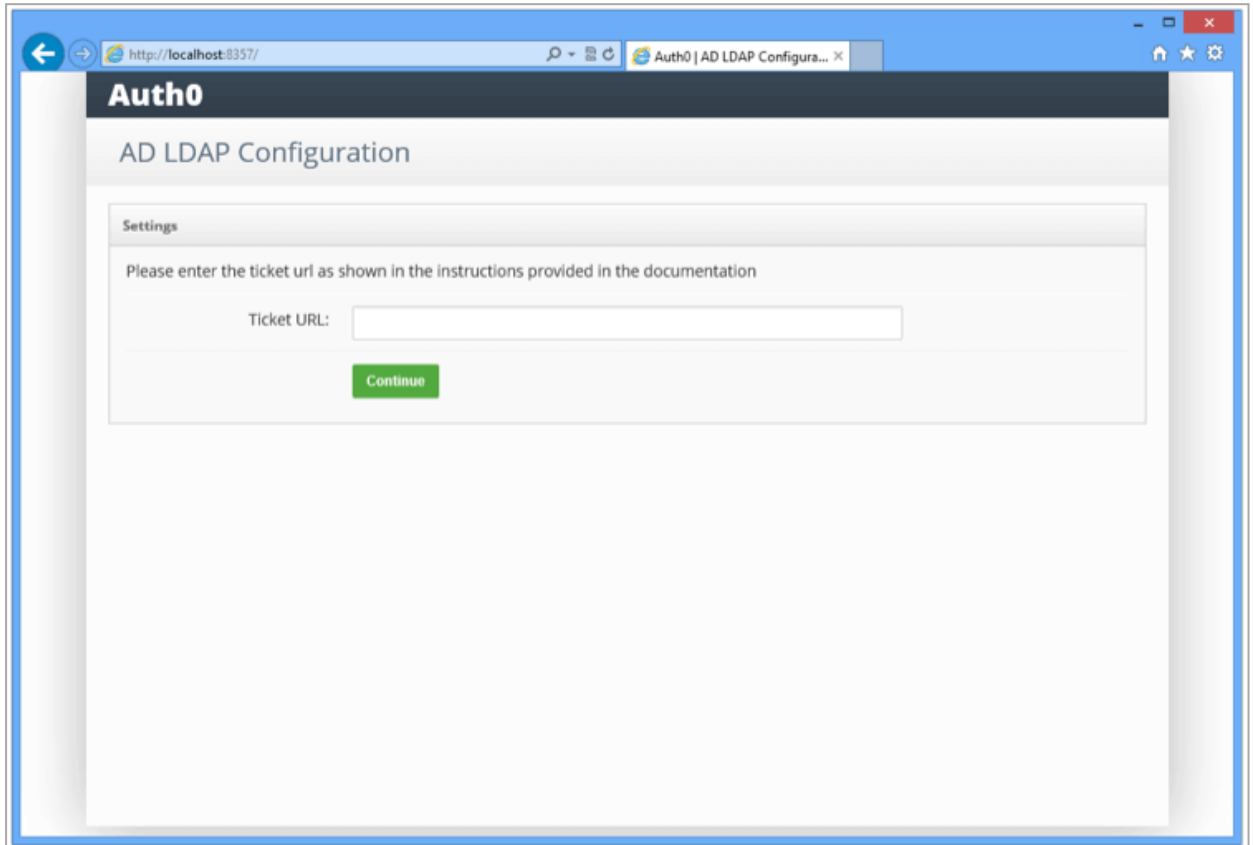 http://localhost:8357/
Auth0 | AD LDAP Configura...
Auth0
AD LDAP Configuration
Settings
Please enter the ticket url as shown in the instructions provided in the documentation
Ticket URL:
Continue